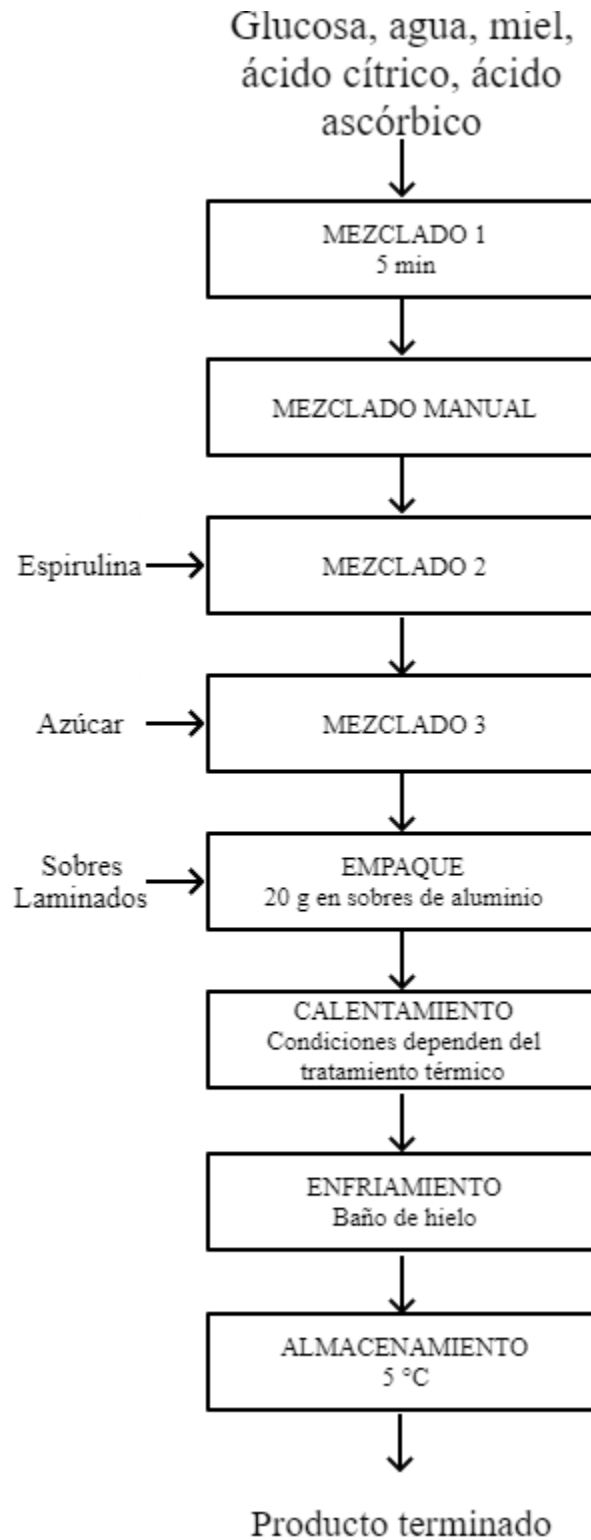 Glucosa, agua, miel,
ácido cítrico, ácido
ascórbico
MEZCLADO 1
5 min
MEZCLADO MANUAL
Espirulina
MEZCLADO 2
Azúcar
MEZCLADO 3
Sobres
Laminados
EMPAQUE
20 g en sobres de aluminio
CALENTAMIENTO
Condiciones dependen del
tratamiento térmico
ENFRIAMIENTO
Baño de hielo
ALMACENAMIENTO
5 °C
Producto terminado